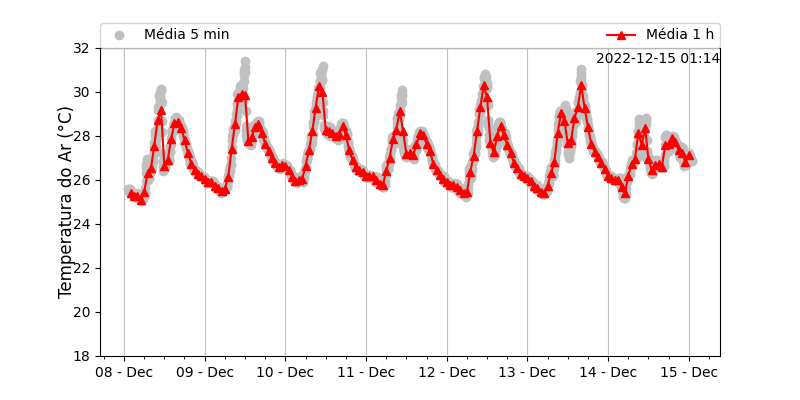 Média 5 min
Média 1 h
2022-12-15 01:14
Temperatura do Ar (°C)
32
30
28
26
24
22
20
18
08 - Dec
09 - Dec
10 - Dec
11 - Dec
12 - Dec
13 - Dec
14 - Dec
15 - Dec